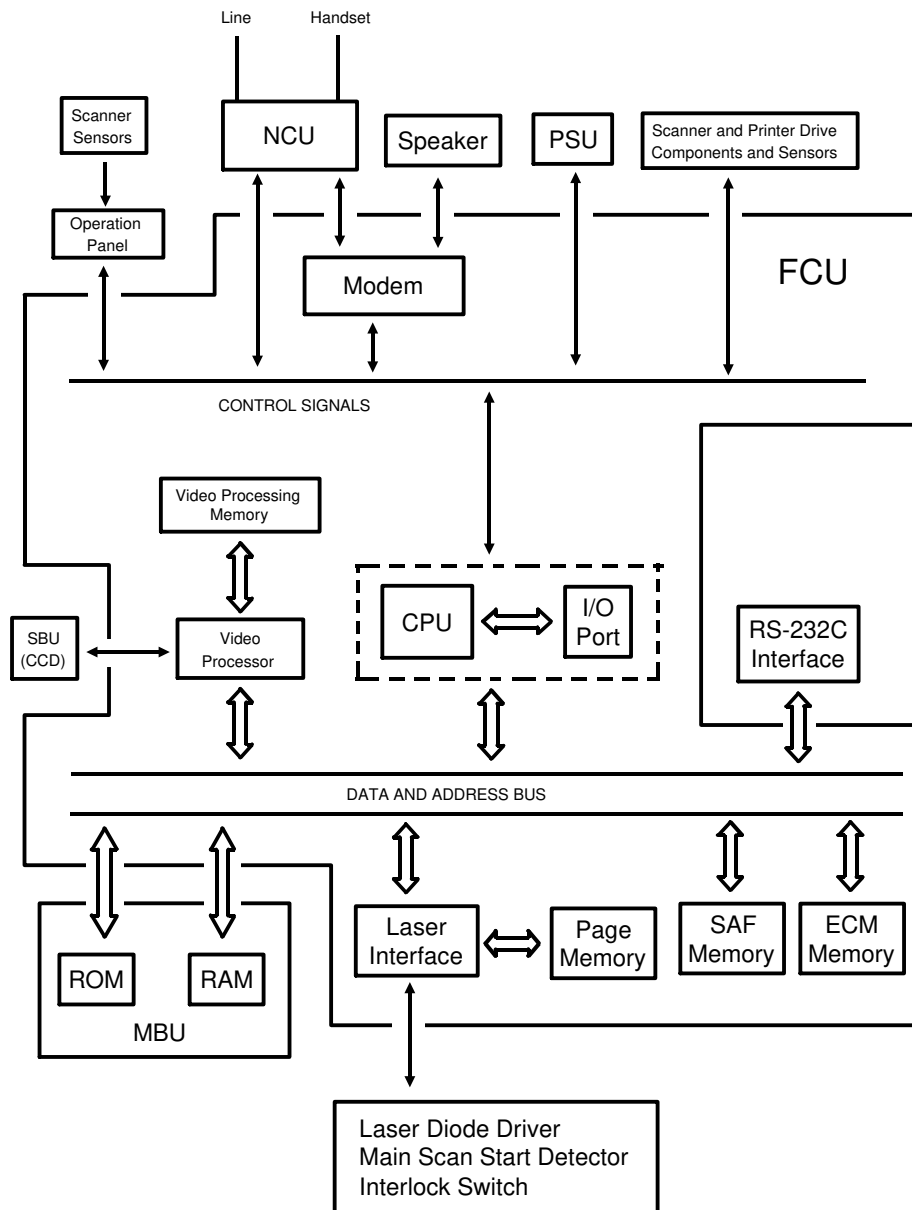 Line
Handset
Scanner
Sensors
NCU
Speaker
PSU
Scanner and Printer Drive
Components and Sensors
Operation
Panel
Modem
FCU
CONTROL SIGNALS
Video Processing
Memory
SBU
(CCD)
Video
Processor
CPU
I/O
Port
RS-232C
Interface
DATA AND ADDRESS BUS
ROM
RAM
MBU
Laser
Interface
Page
Memory
SAF
Memory
ECM
Memory
Laser Diode Driver
Main Scan Start Detector
Interlock Switch